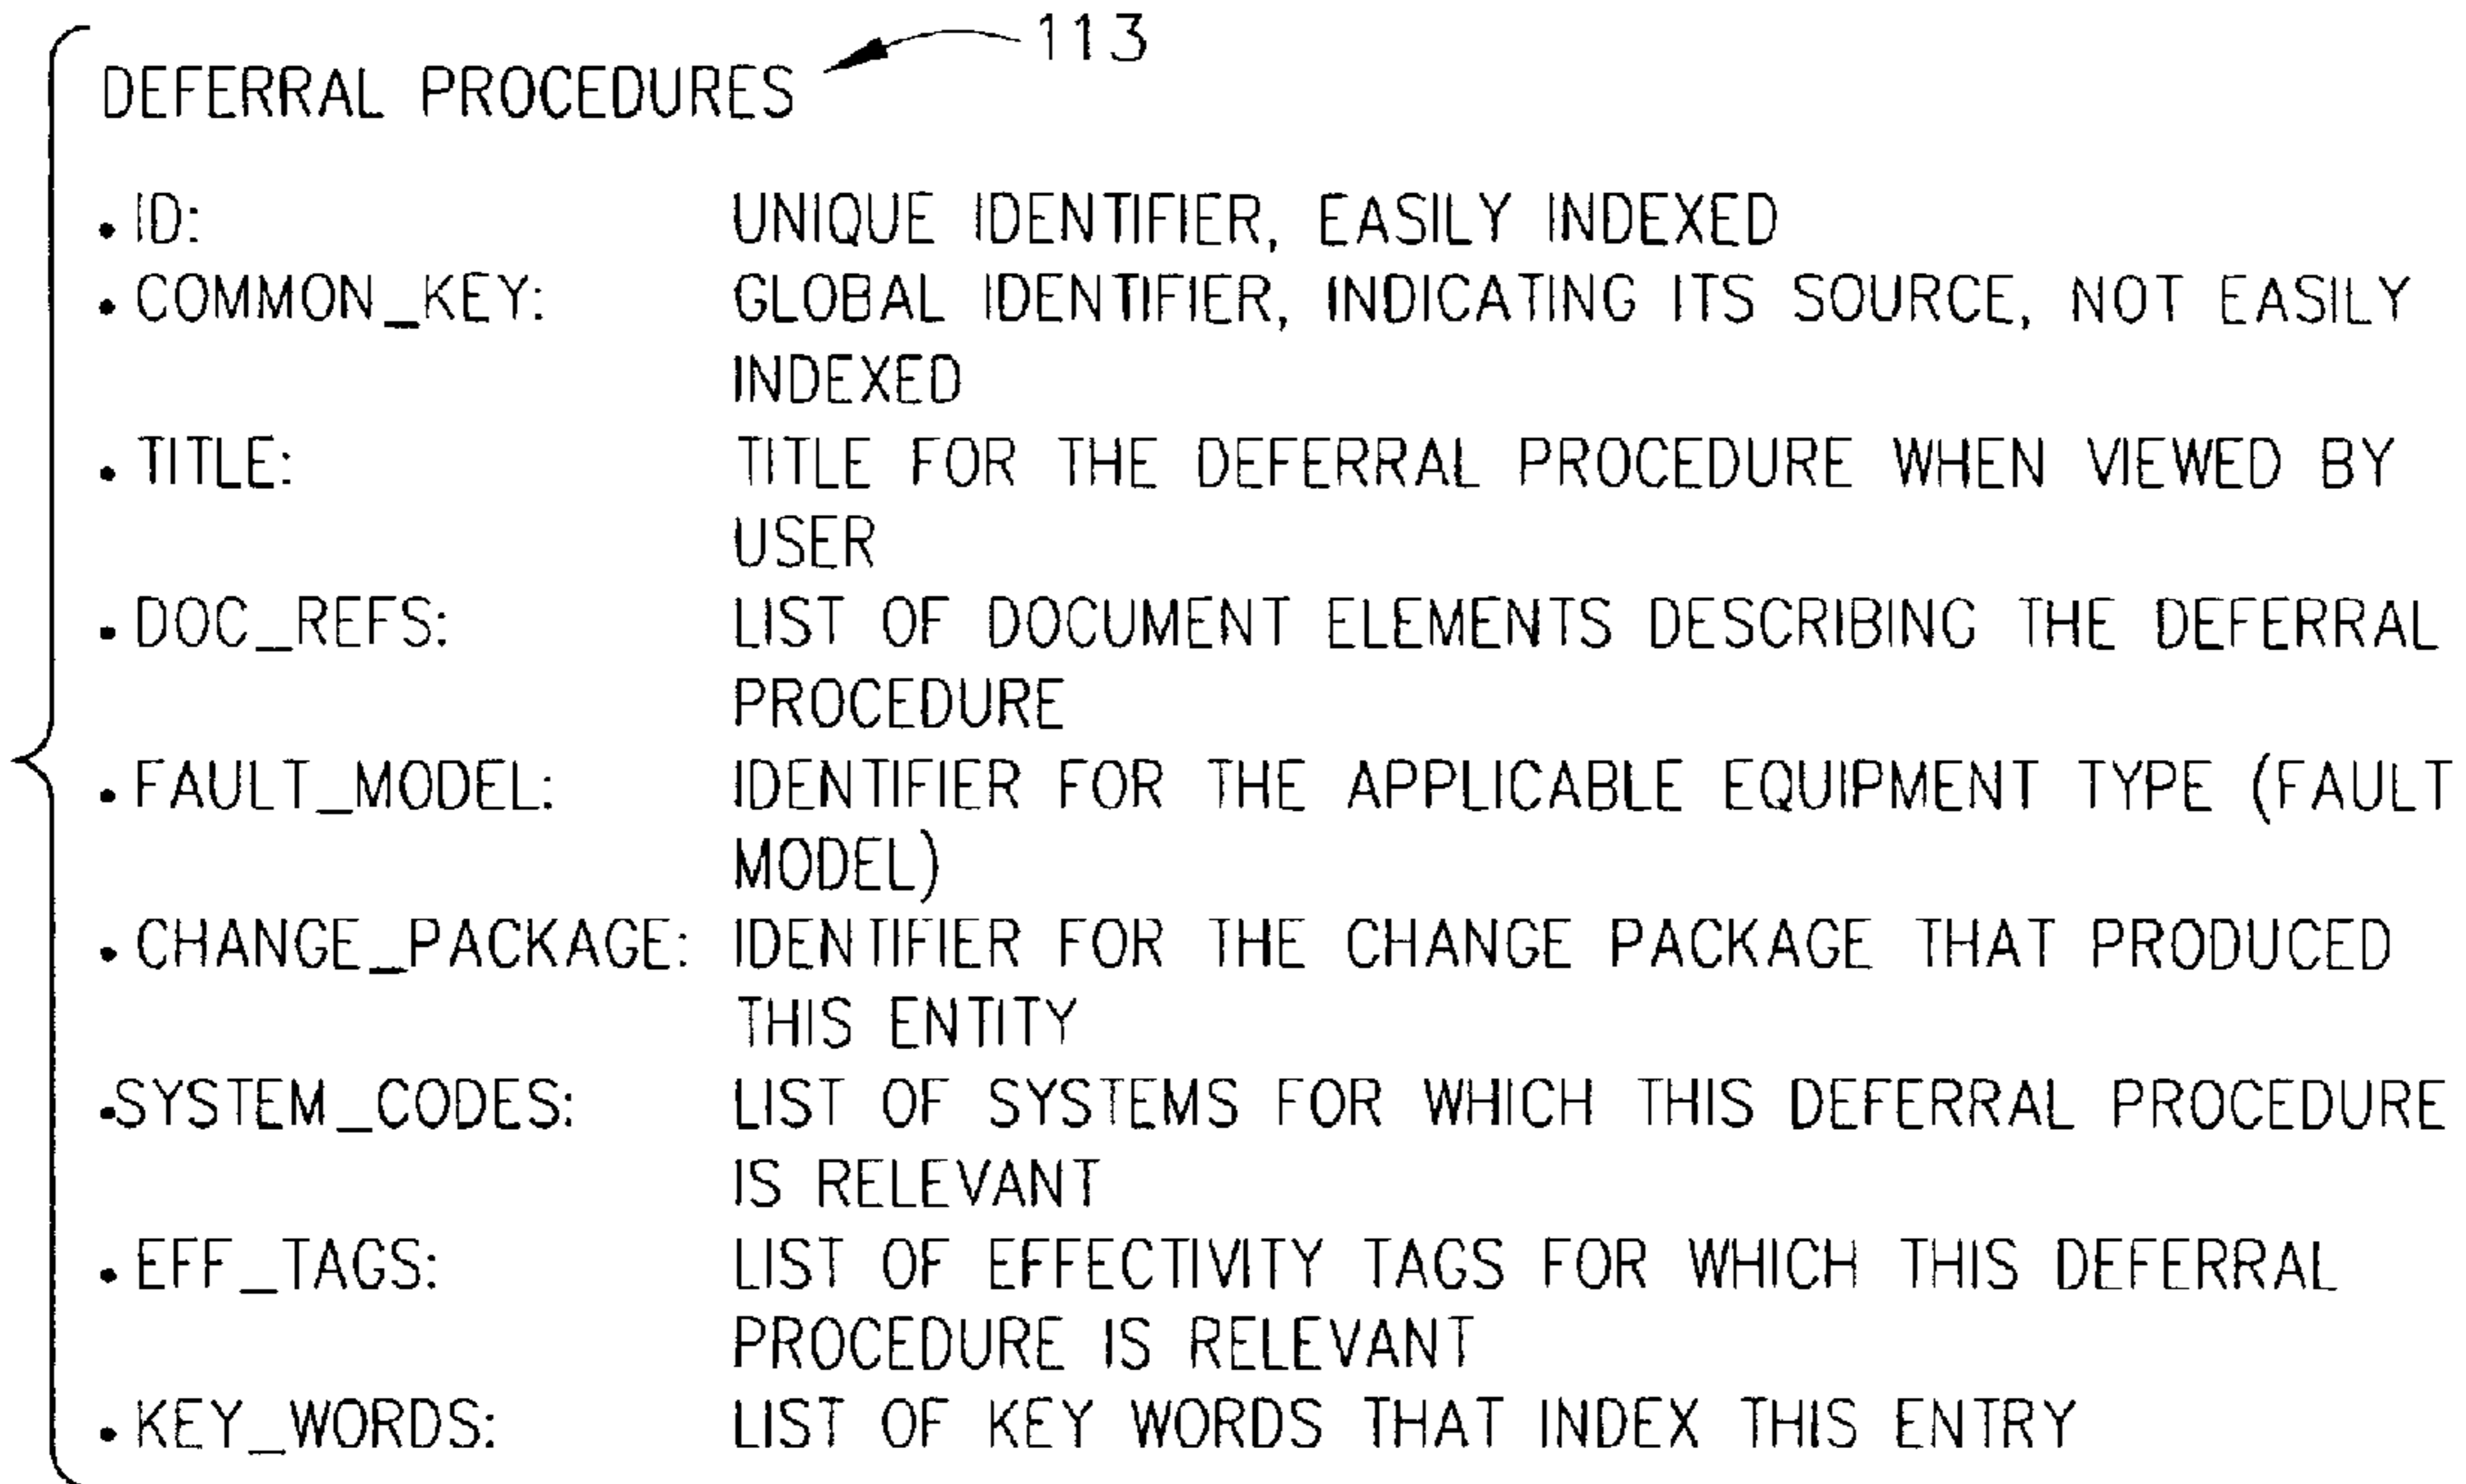 113
DEFERRAL PROCEDURES
• ID: UNIQUE IDENTIFIER, EASILY INDEXED
• COMMON_KEY: GLOBAL IDENTIFIER, INDICATING ITS SOURCE, NOT EASILY
INDEXED
• TITLE: TITLE FOR THE DEFERRAL PROCEDURE WHEN VIEWED BY
USER
• DOC_REFS: LIST OF DOCUMENT ELEMENTS DESCRIBING THE DEFERRAL
PROCEDURE
• FAULT_MODEL: IDENTIFIER FOR THE APPLICABLE EQUIPMENT TYPE (FAULT
MODEL)
• CHANGE_PACKAGE: IDENTIFIER FOR THE CHANGE PACKAGE THAT PRODUCED
THIS ENTITY
• SYSTEM_CODES: LIST OF SYSTEMS FOR WHICH THIS DEFERRAL PROCEDURE
IS RELEVANT
• EFF_TAGS: LIST OF EFFECTIVITY TAGS FOR WHICH THIS DEFERRAL
PROCEDURE IS RELEVANT
• KEY_WORDS: LIST OF KEY WORDS THAT INDEX THIS ENTRY